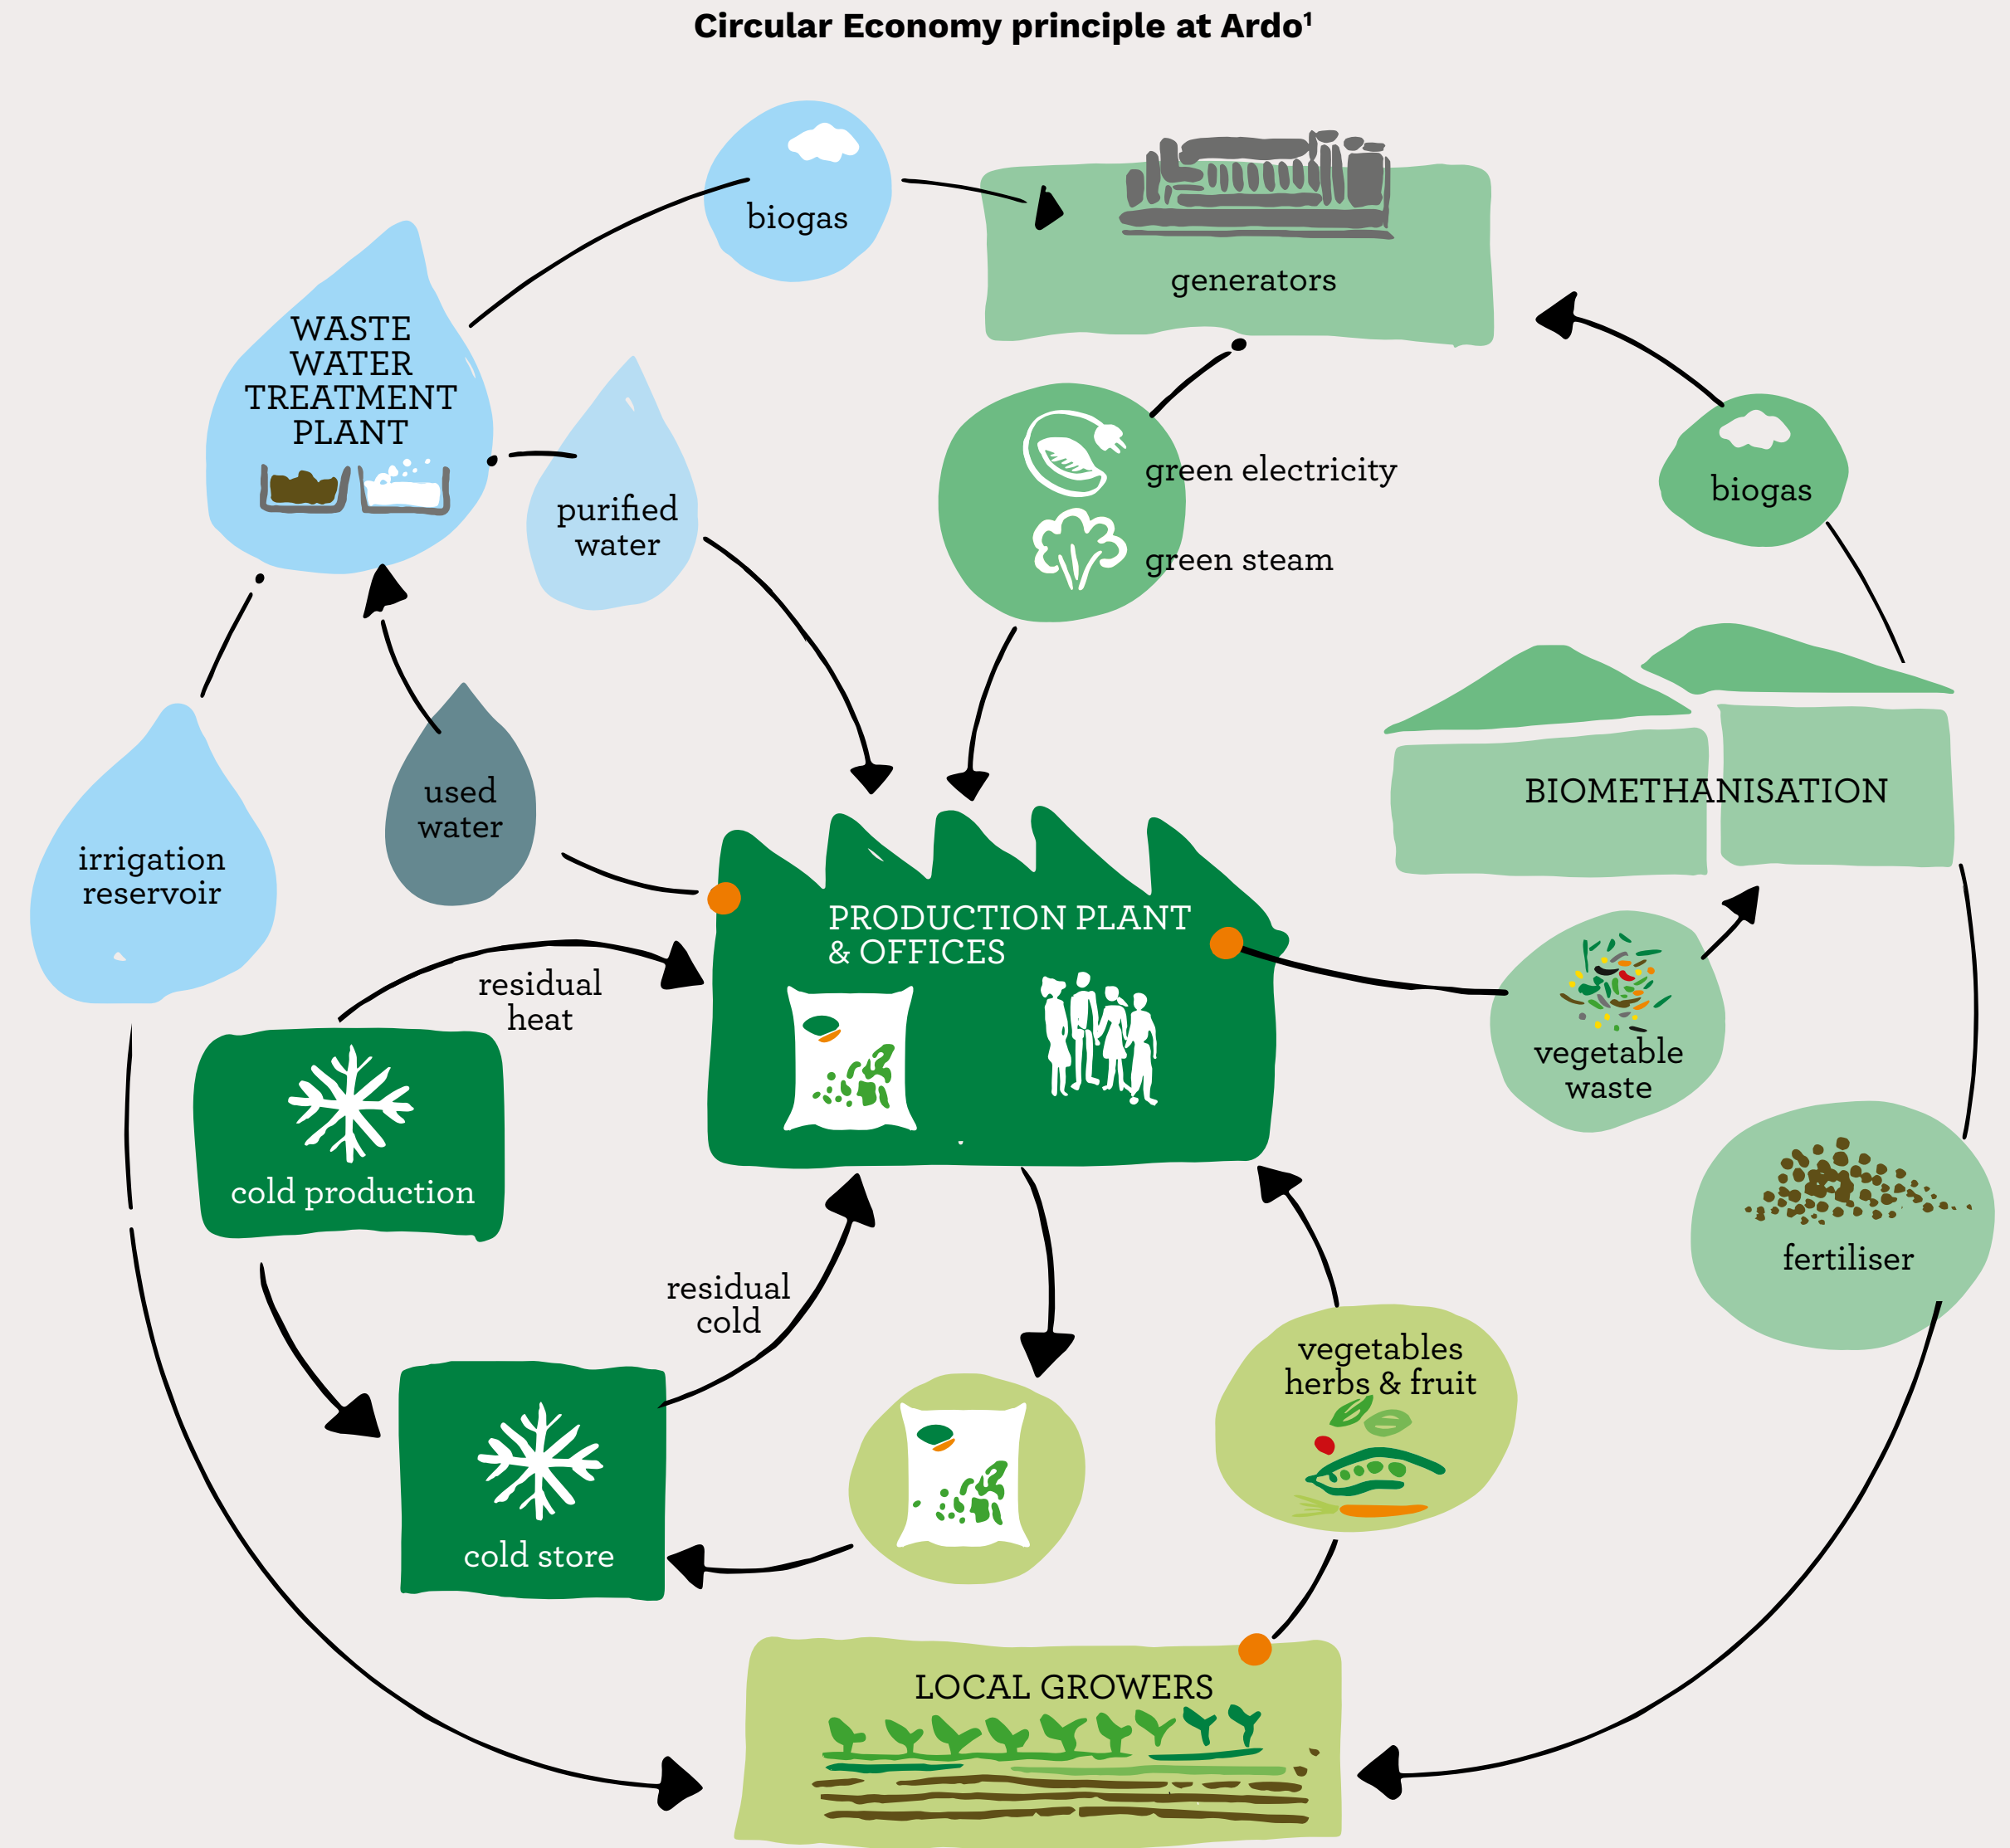 Circular Economy principle at Ardo¹
biogas
generators
WASTE
WATER
TREATMENT
PLANT
purified
water
green electricity
green steam
biogas
used
water
irrigation
reservoir
BIOMETHANISATION
PRODUCTION PLANT
& OFFICES
residual
heat
vegetable
waste
cold production
fertiliser
residual
cold
vegetables
herbs & fruit
cold store
LOCAL GROWERS